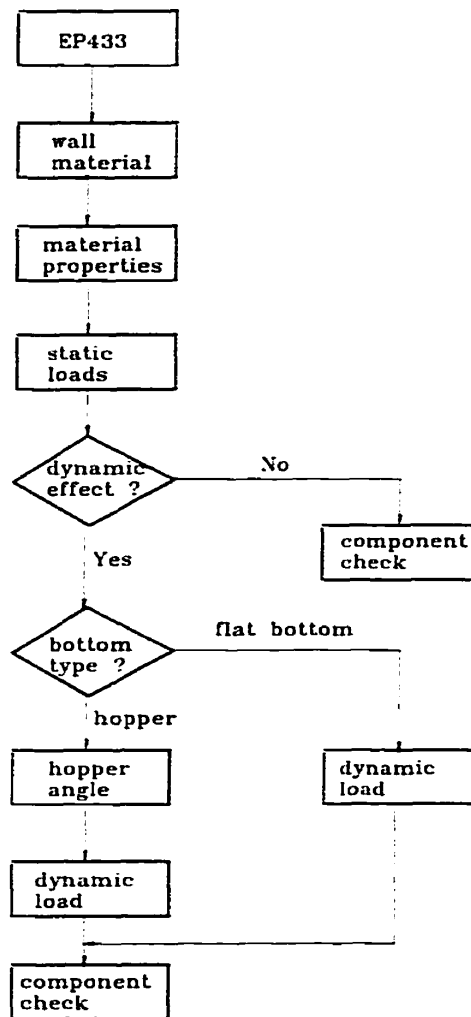 EP433
wall
material
material
properties
static
loads
dynamic
effect ?
No
component
check
Yes
bottom
type ?
flat bottom
hopper
hopper
angle
dynamic
load
dynamic
load
component
check